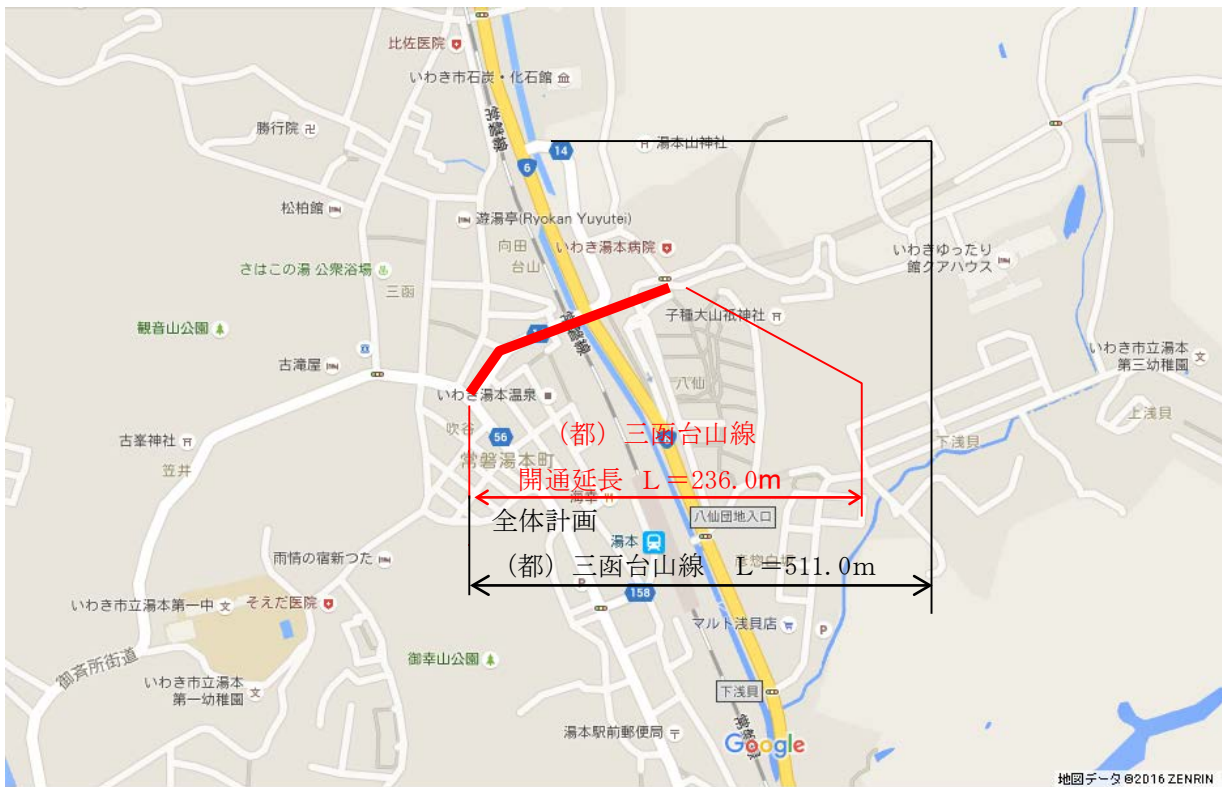 比佐医院
いわき市石炭・化石館
常磐線
6
勝行院
14
湯本山神社
松柏館
遊湯亭(Ryokan Yuyutei)
向田
台山
いわき湯本病院
いわきゆったり
館クアハウス
さはこの湯 公衆浴場
三函
観音山公園
子種大山祇神社
常磐線
古滝屋
いわき市立湯本
第三幼稚園
八仙
いわき湯本温泉
上浅貝
吹谷
56
(都)三函台山線
下浅貝
古峯神社
笠井
常磐湯本町
開通延長 L=236.0m
海幸
全体計画
八仙団地入口
湯本
雨情の宿新つた
(都)三函台山線 L=511.0m
158
P
いわき市立湯本第一中
そえだ医院
マルト浅貝店
P
御斉所街道
御幸山公園
いわき市立湯本
第一幼稚園
下浅貝
湯本駅前郵便局
常磐線
Google
地図データ©2016 ZENRIN